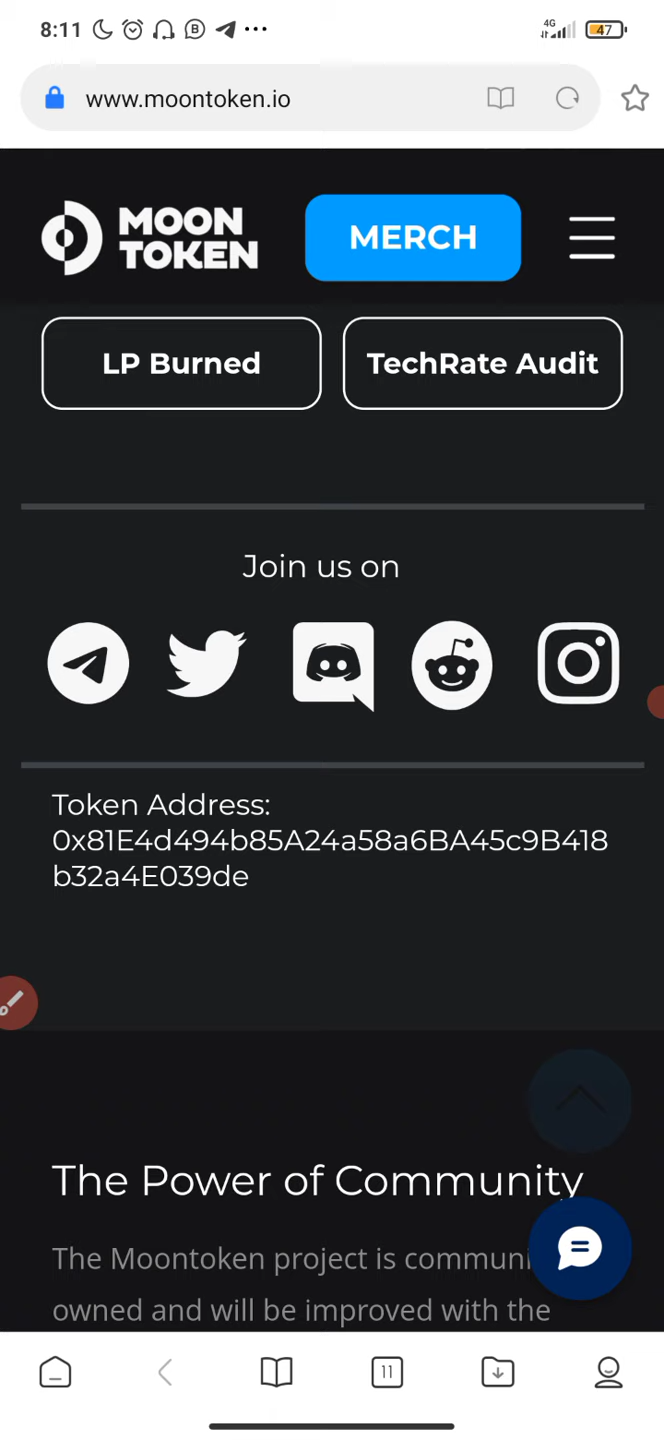 8:11
4G
47
www.moontoken.io
MOON
TOKEN
MERCH
LP Burned
TechRate Audit
Join us on
Token Address:
0x81E4d494b85A24a58a6BA45c9B418
b32a4E039de
The Power of Community
The Moontoken project is communi
owned and will be improved with the
11